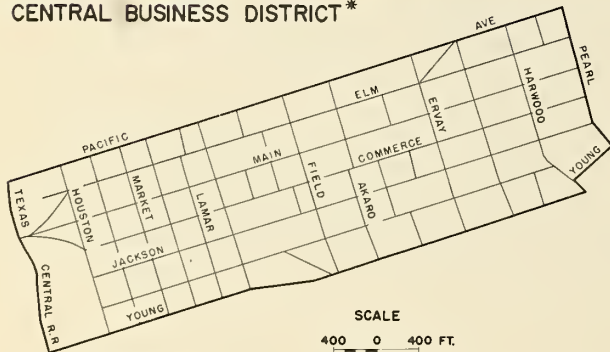 CENTRAL BUSINESS DISTRICT*
AVE
PEARL
ELM
HARWOOD
PACIFIC
ERVAY
MAIN
COMMERCE
YOUNG
FIELD
MARKET
AKARO
TEXAS
HOUSTON
LAMAR
JACKSON
CENTRAL R.R
YOUNG
SCALE
400 0 400 FT.